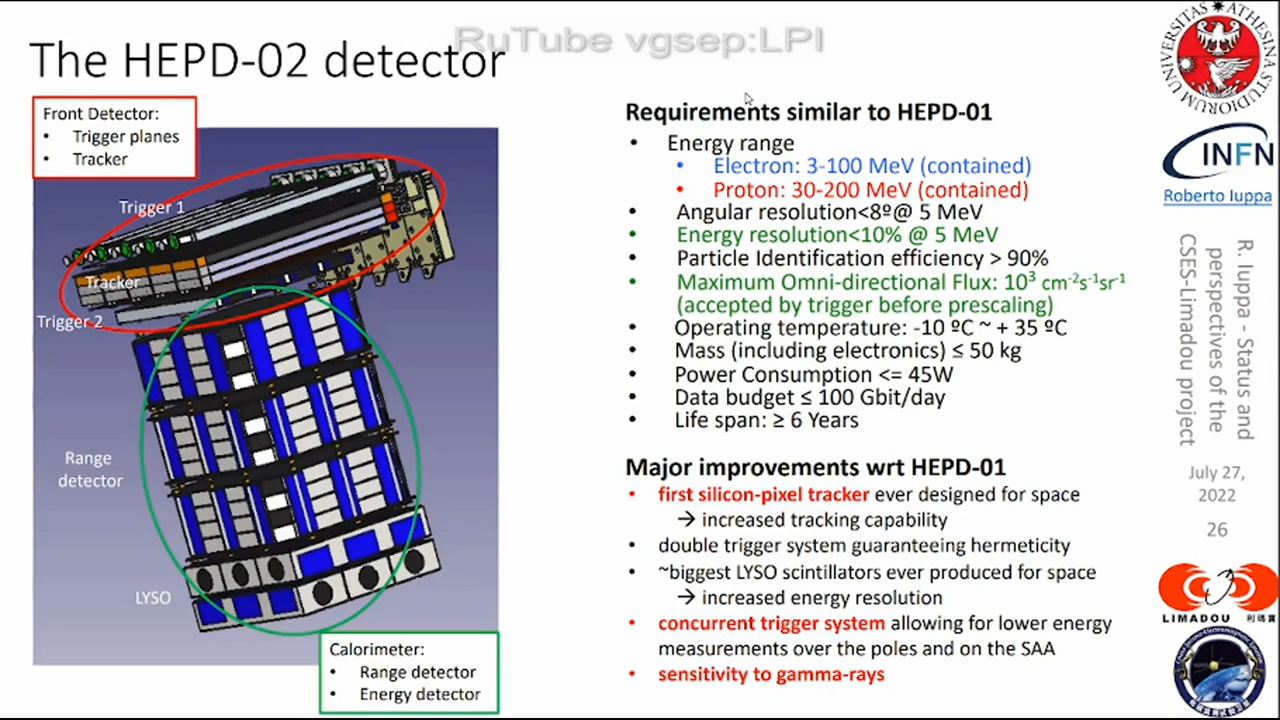 RuTube vgsep:LPI
The HEPD-02 detector
Front Detector:
• Trigger planes
• Tracker
Trigger 1
Tracker
Trigger 2
Range
detector
LYSO
Calorimeter:
• Range detector
• Energy detector
Requirements similar to HEPD-01
• Energy range
• Electron: 3-100 MeV (contained)
• Proton: 30-200 MeV (contained)
• Angular resolution<8º@ 5 MeV
• Energy resolution<10% @ 5 MeV
• Particle Identification efficiency > 90%
• Maximum Omni-directional Flux: 10³ cm⁻²s⁻¹sr⁻¹
(accepted by trigger before prescaling)
• Operating temperature: -10 ºC ~ + 35 ºC
• Mass (including electronics) ≤ 50 kg
• Power Consumption <= 45W
• Data budget ≤ 100 Gbit/day
• Life span: ≥ 6 Years
Major improvements wrt HEPD-01
• first silicon-pixel tracker ever designed for space
→ increased tracking capability
• double trigger system guaranteeing hermeticity
• ~biggest LYSO scintillators ever produced for space
→ increased energy resolution
• concurrent trigger system allowing for lower energy
measurements over the poles and on the SAA
• sensitivity to gamma-rays
UNIVERSITAS ATHESINA STUDIORUM
INFN
Roberto Iuppa
R. Iuppa - Status and
perspectives of the
CSES-Limadou project
July 27,
2022
26
LIMADOU 利瑪竇